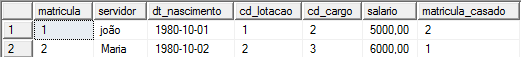 matricula servidor dt_nascimento cd_lotacao cd_cargo salario matricula_casado
1 1 joão 1980-10-01 1 2 5000,00 2
2 2 Maria 1980-10-02 2 3 6000,00 1